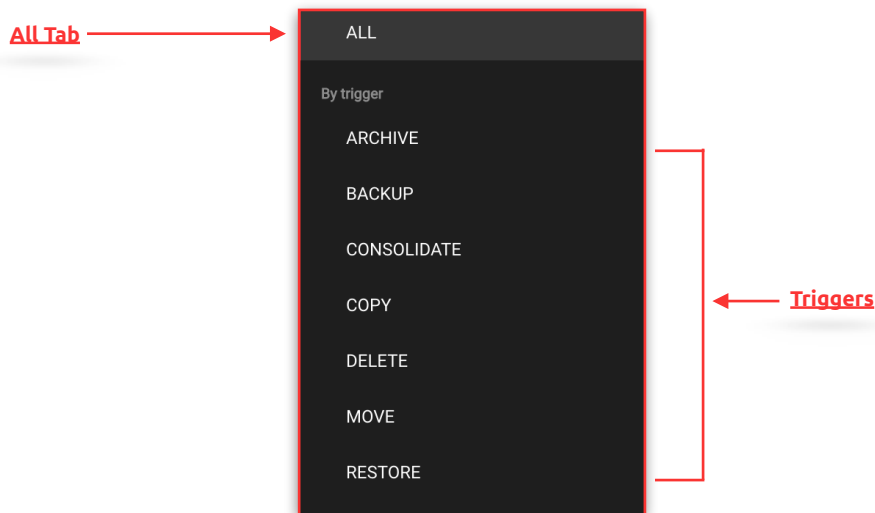 All Tab
ALL
By trigger
ARCHIVE
BACKUP
CONSOLIDATE
COPY
Triggers
DELETE
MOVE
RESTORE